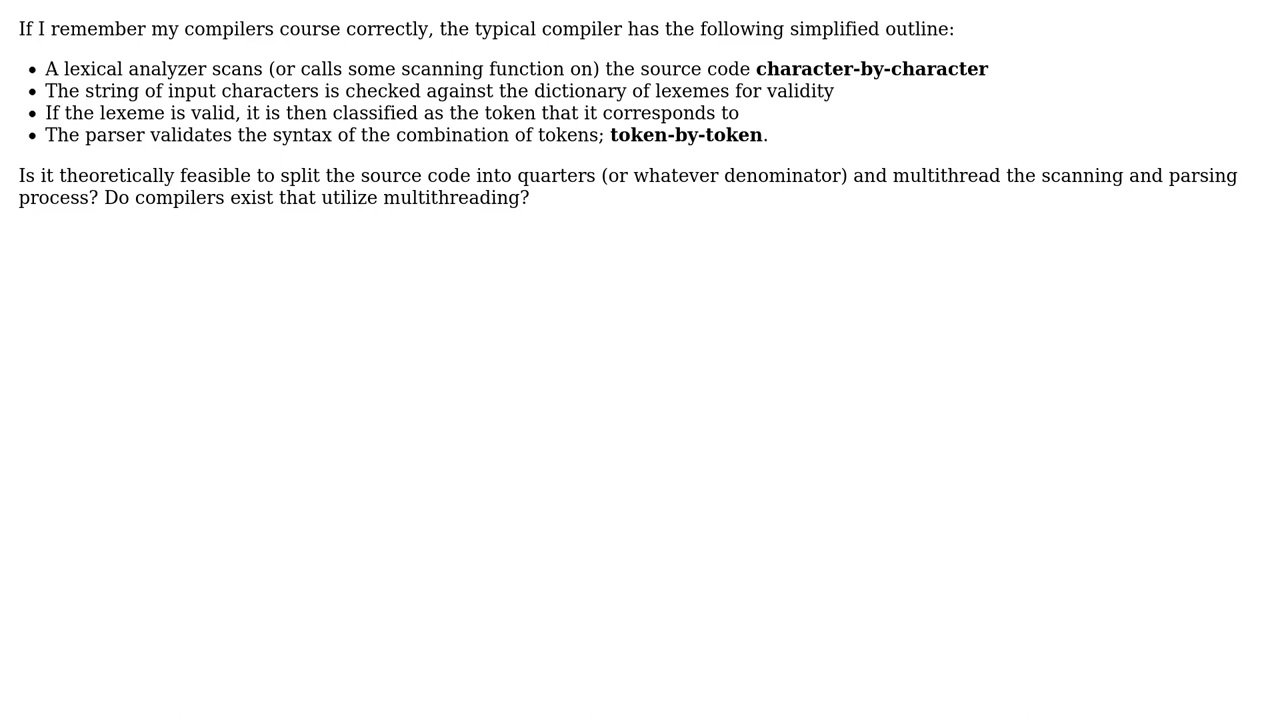 If I remember my compilers course correctly, the typical compiler has the following simplified outline:
• A lexical analyzer scans (or calls some scanning function on) the source code character-by-character
• The string of input characters is checked against the dictionary of lexemes for validity
• If the lexeme is valid, it is then classified as the token that it corresponds to
• The parser validates the syntax of the combination of tokens; token-by-token.
Is it theoretically feasible to split the source code into quarters (or whatever denominator) and multithread the scanning and parsing
process? Do compilers exist that utilize multithreading?